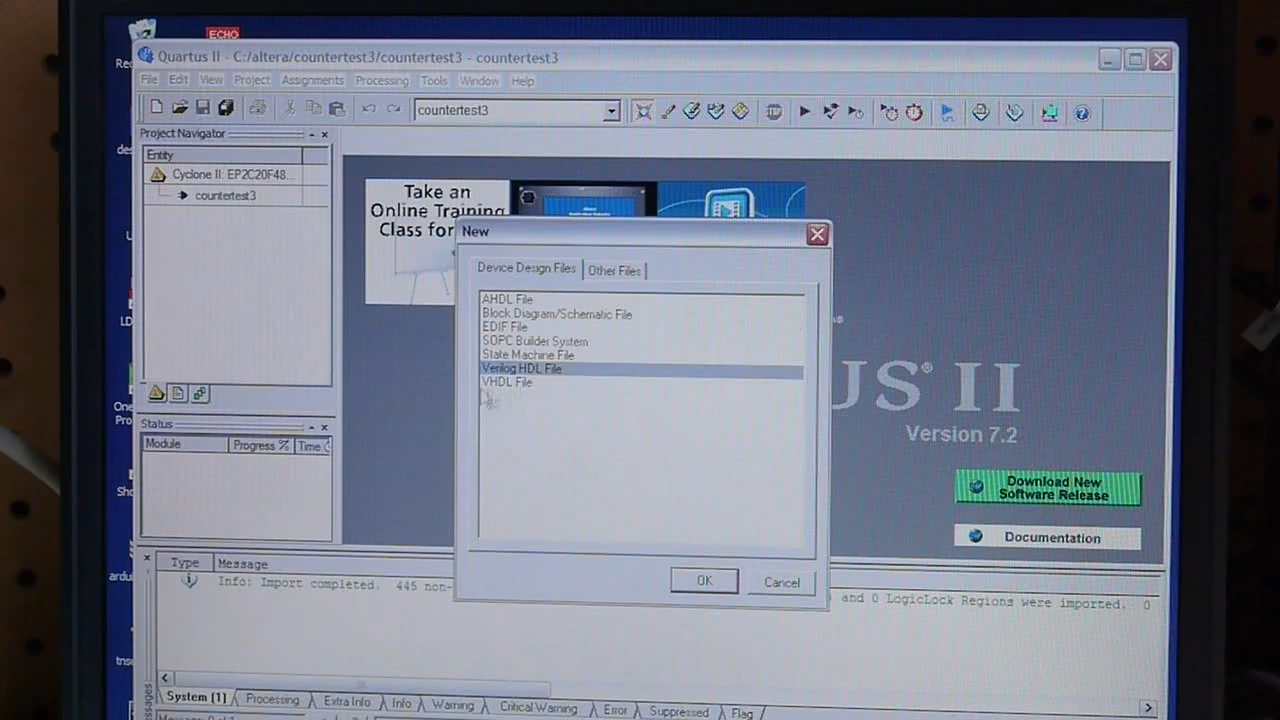 ECHO
Quartus II - C:/altera/countertest3/countertest3 - countertest3
File Edit View Project Assignments Processing Tools Window Help
countertest3
Project Navigator
Entity
Cyclone II: EP2C20F48...
countertest3
Take an
Online Training
Class for
New
Device Design Files Other Files
AHDL File
Block Diagram/Schematic File
EDIF File
SOPC Builder System
State Machine File
Verilog HDL File
VHDL File
US® II
Version 7.2
Download New
Software Release
Documentation
OK Cancel
Status
Module Progress % Time
Type Message
Info: Import completed. 445 non- and 0 LogicLock Regions were imported. 0
System (1) Processing Extra Info Info Warning Critical Warning Error Suppressed Flag